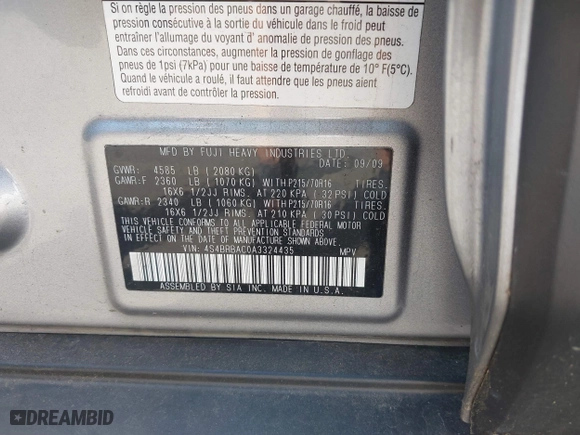 Si on règle la pression des pneus dans un garage chauffé, la baisse de
pression consécutive à la sortie du véhicule dans le froid peut
entraîner l'allumage du voyant d' anomalie de pression des pneus.
Dans ces circonstances, augmenter la pression de gonflage des
pneus de 1psi (7kPa) pour une baisse de température de 10° F(5°C).
Quand le véhicule a roulé, il faut attendre que les pneus aient
refroidi avant de contrôler la pression.
MFD BY FUJI HEAVY INDUSTRIES LTD.
DATE: 09/09
GVWR: 4585 LB (2080 KG)
GAWR:F 2360 LB (1070 KG) WITH P215/70R16 TIRES.
16X6 1/2JJ RIMS. AT 220 KPA (32PSI) COLD
GAWR:R 2340 LB (1060 KG) WITH P215/70R16 TIRES.
16X6 1/2JJ RIMS. AT 210 KPA (30PSI) COLD
THIS VEHICLE CONFORMS TO ALL APPLICABLE FEDERAL MOTOR
VEHICLE SAFETY, BUMPER, AND THEFT PREVENTION STANDARDS
IN EFFECT ON THE DATE OF MANUFACTURE SHOWN ABOVE.
VIN: 4S4BRBAC0A3324435 MPV
ASSEMBLED BY SIA INC. MADE IN U.S.A.
DREAMBID